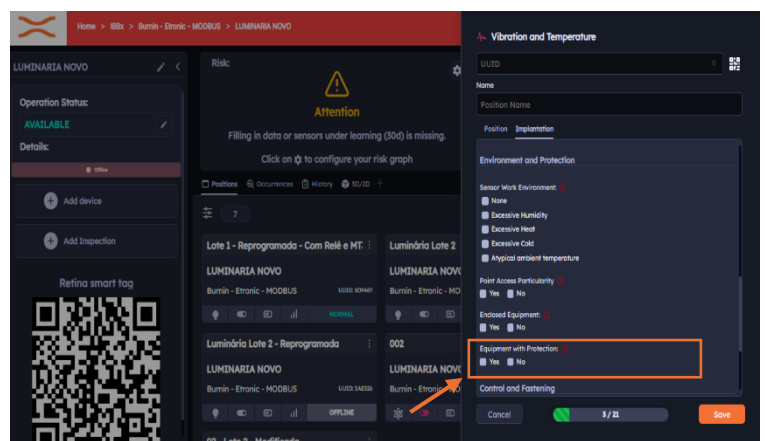 Home > IBBx > Burnin - Etronic - MODBUS > LUMINARIA NOVO
LUMINARIA NOVO
Operation Status:
AVAILABLE
Details:
Offline
Add device
Add Inspection
Retina smart tag
Risk:
Attention
Filling in data or sensors under learning (30d) is missing.
Click on to configure your risk graph
Positions
Occurrences
History
3D/2D
7
Lote 1 - Reprogramada - Com Relé e MT
LUMINARIA NOVO
Burnin - Etronic - MODBUS
UUID:
NORMAL
Luminária Lote 2
LUMINARIA NOVO
Burnin - Etronic - MO
Luminária Lote 2 - Reprogramada
LUMINARIA NOVO
Burnin - Etronic - MODBUS
UUID:
OFFLINE
002
LUMINARIA NOVO
Burnin - Etronic
Vibration and Temperature
UUID
Name
Position Name
Position
Implantation
Environment and Protection
Sensor Work Environment
None
Excessive Humidity
Excessive Heat
Excessive Cold
Atypical ambient temperature
Point Access Particularity
Yes No
Enclosed Equipment:
Yes No
Equipment with Protection:
Yes No
Control and Fastening
Cancel
3 / 21
Save